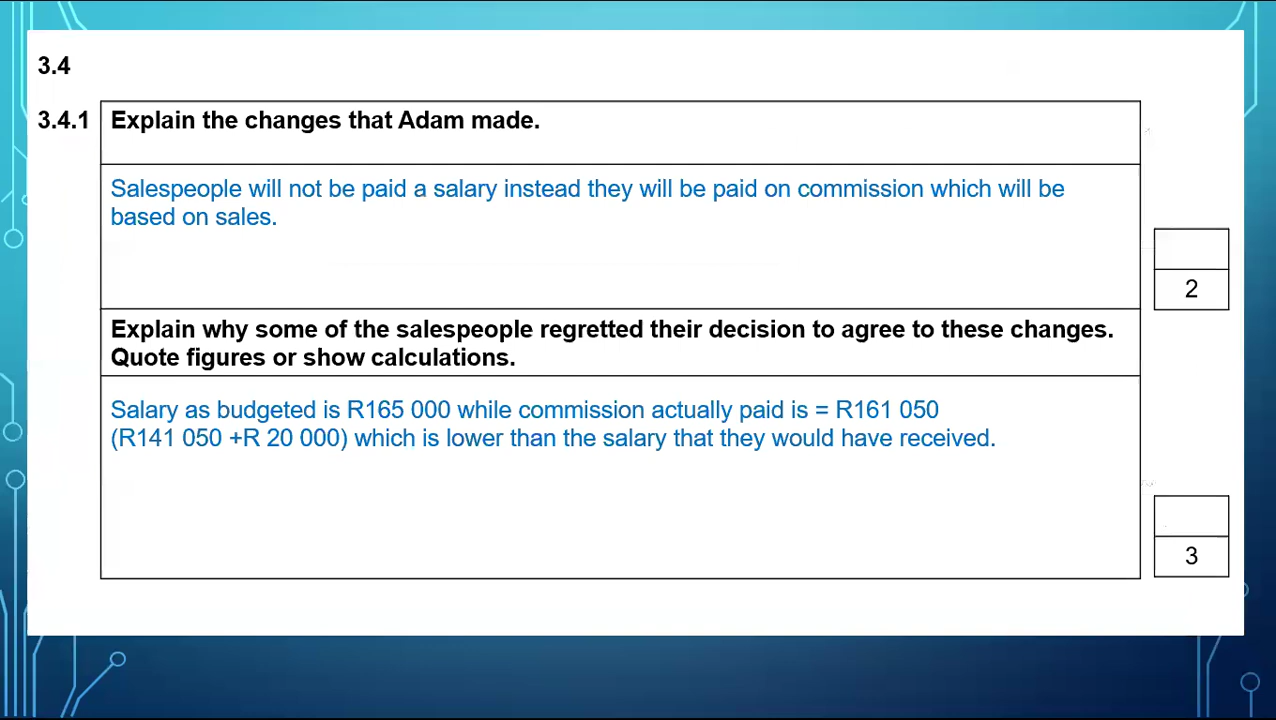 3.4
3.4.1 Explain the changes that Adam made.
Salespeople will not be paid a salary instead they will be paid on commission which will be
based on sales.
2
Explain why some of the salespeople regretted their decision to agree to these changes.
Quote figures or show calculations.
Salary as budgeted is R165 000 while commission actually paid is = R161 050
(R141 050 +R 20 000) which is lower than the salary that they would have received.
3